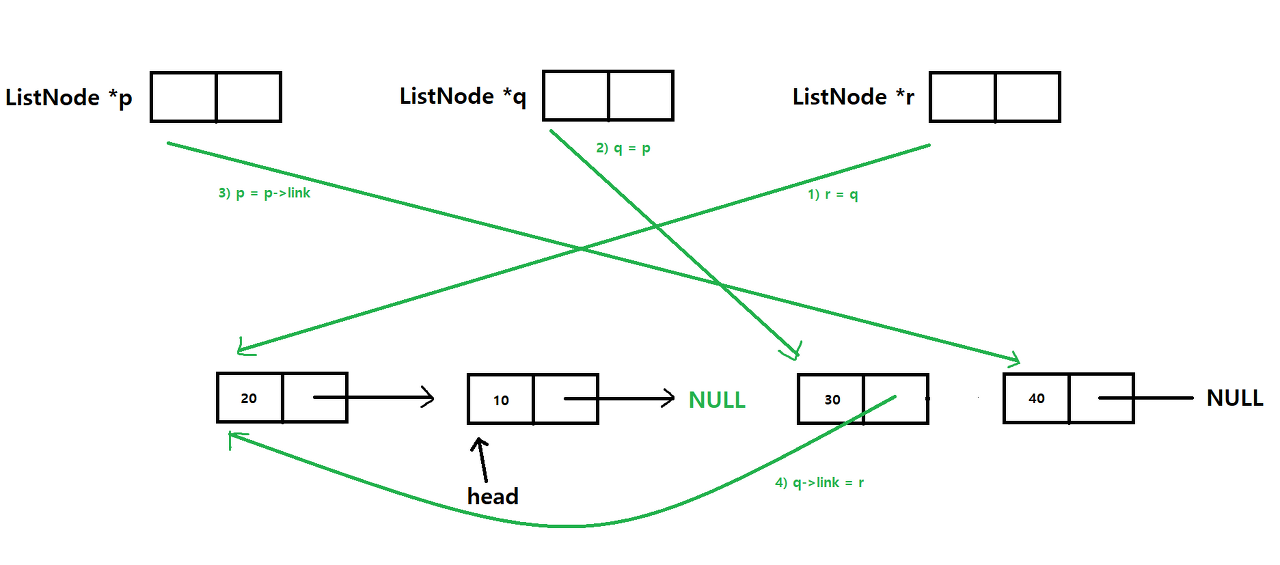 ListNode *p
ListNode *q
ListNode *r
2) q = p
3) p = p->link
1) r = q
20
10
NULL
30
40
NULL
4) q->link = r
head